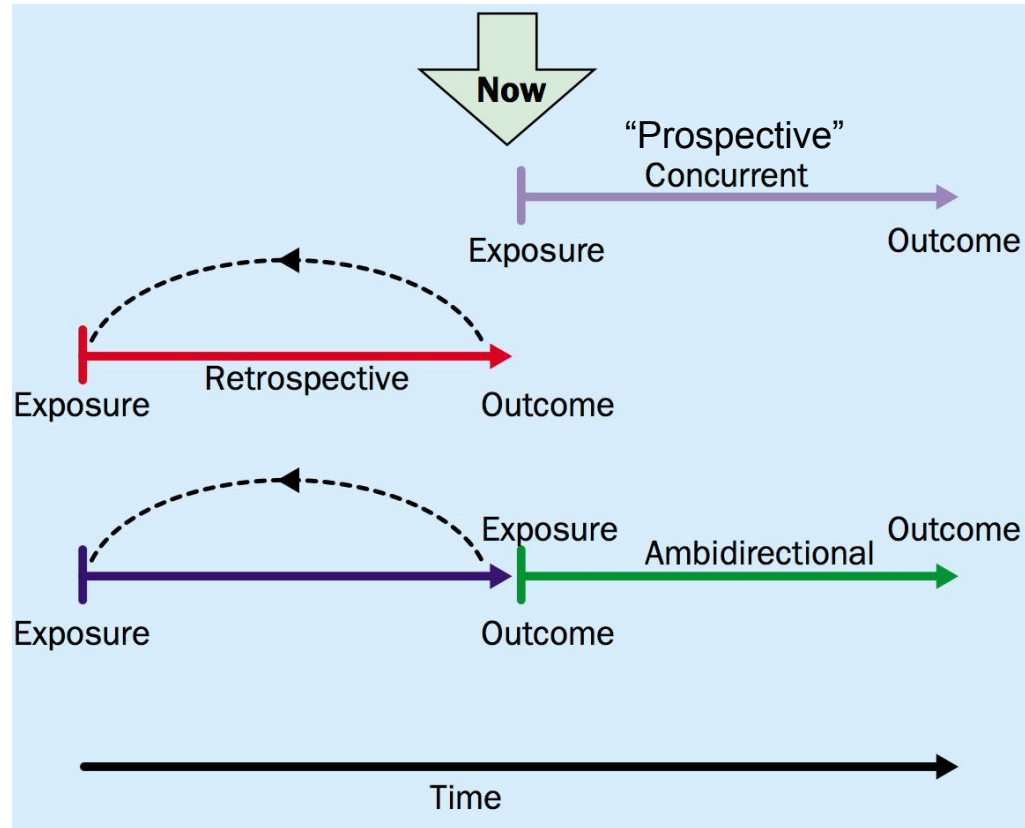 Now
“Prospective”
Concurrent
Exposure
Outcome
Retrospective
Exposure
Outcome
Exposure
Outcome
Ambidirectional
Exposure
Outcome
Time